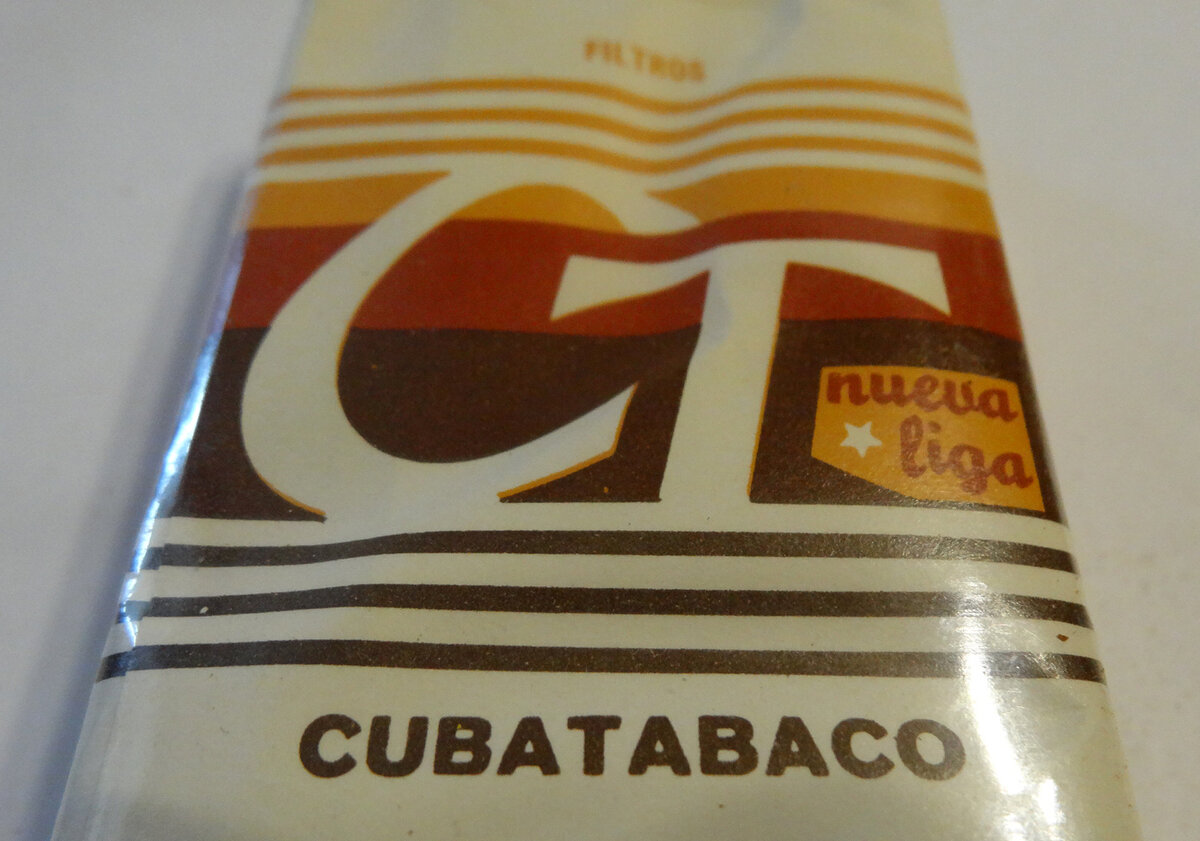 FILTROS
CT
nueva
liga
CUBATABACO